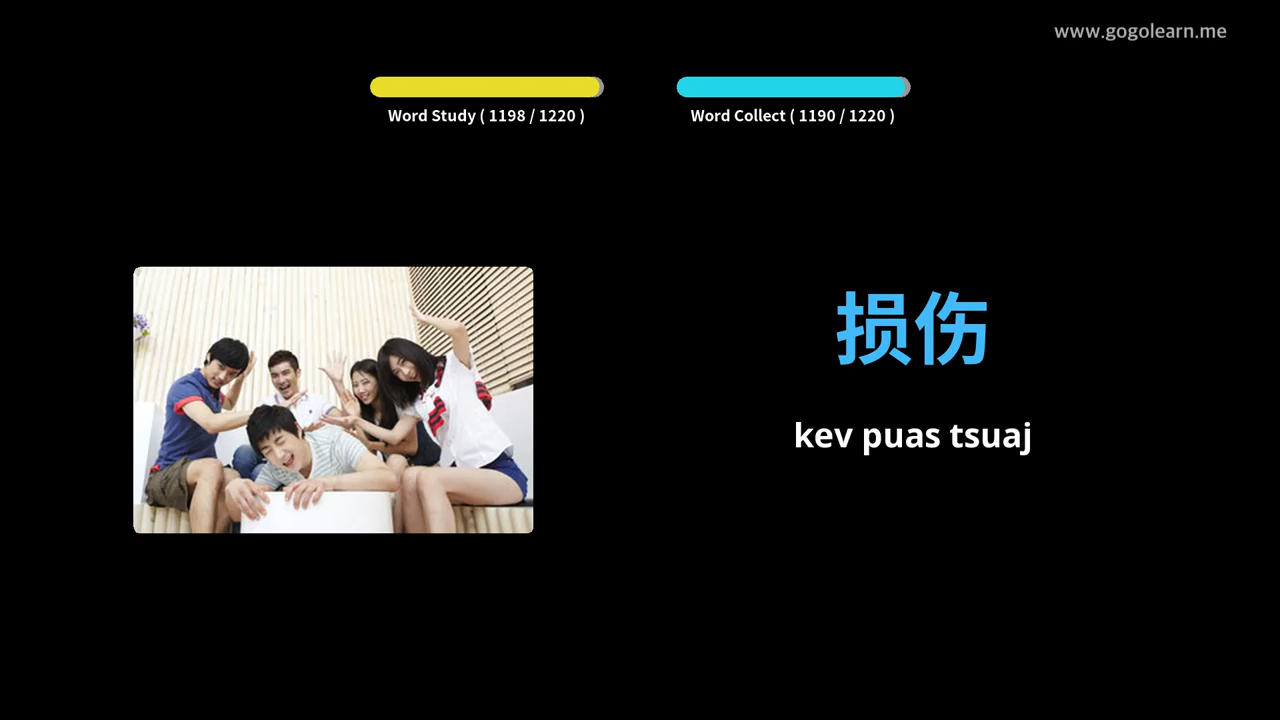 www.gogolearn.me
Word Study ( 1198 / 1220 )
Word Collect ( 1190 / 1220 )
损伤
kev puas tsuaj